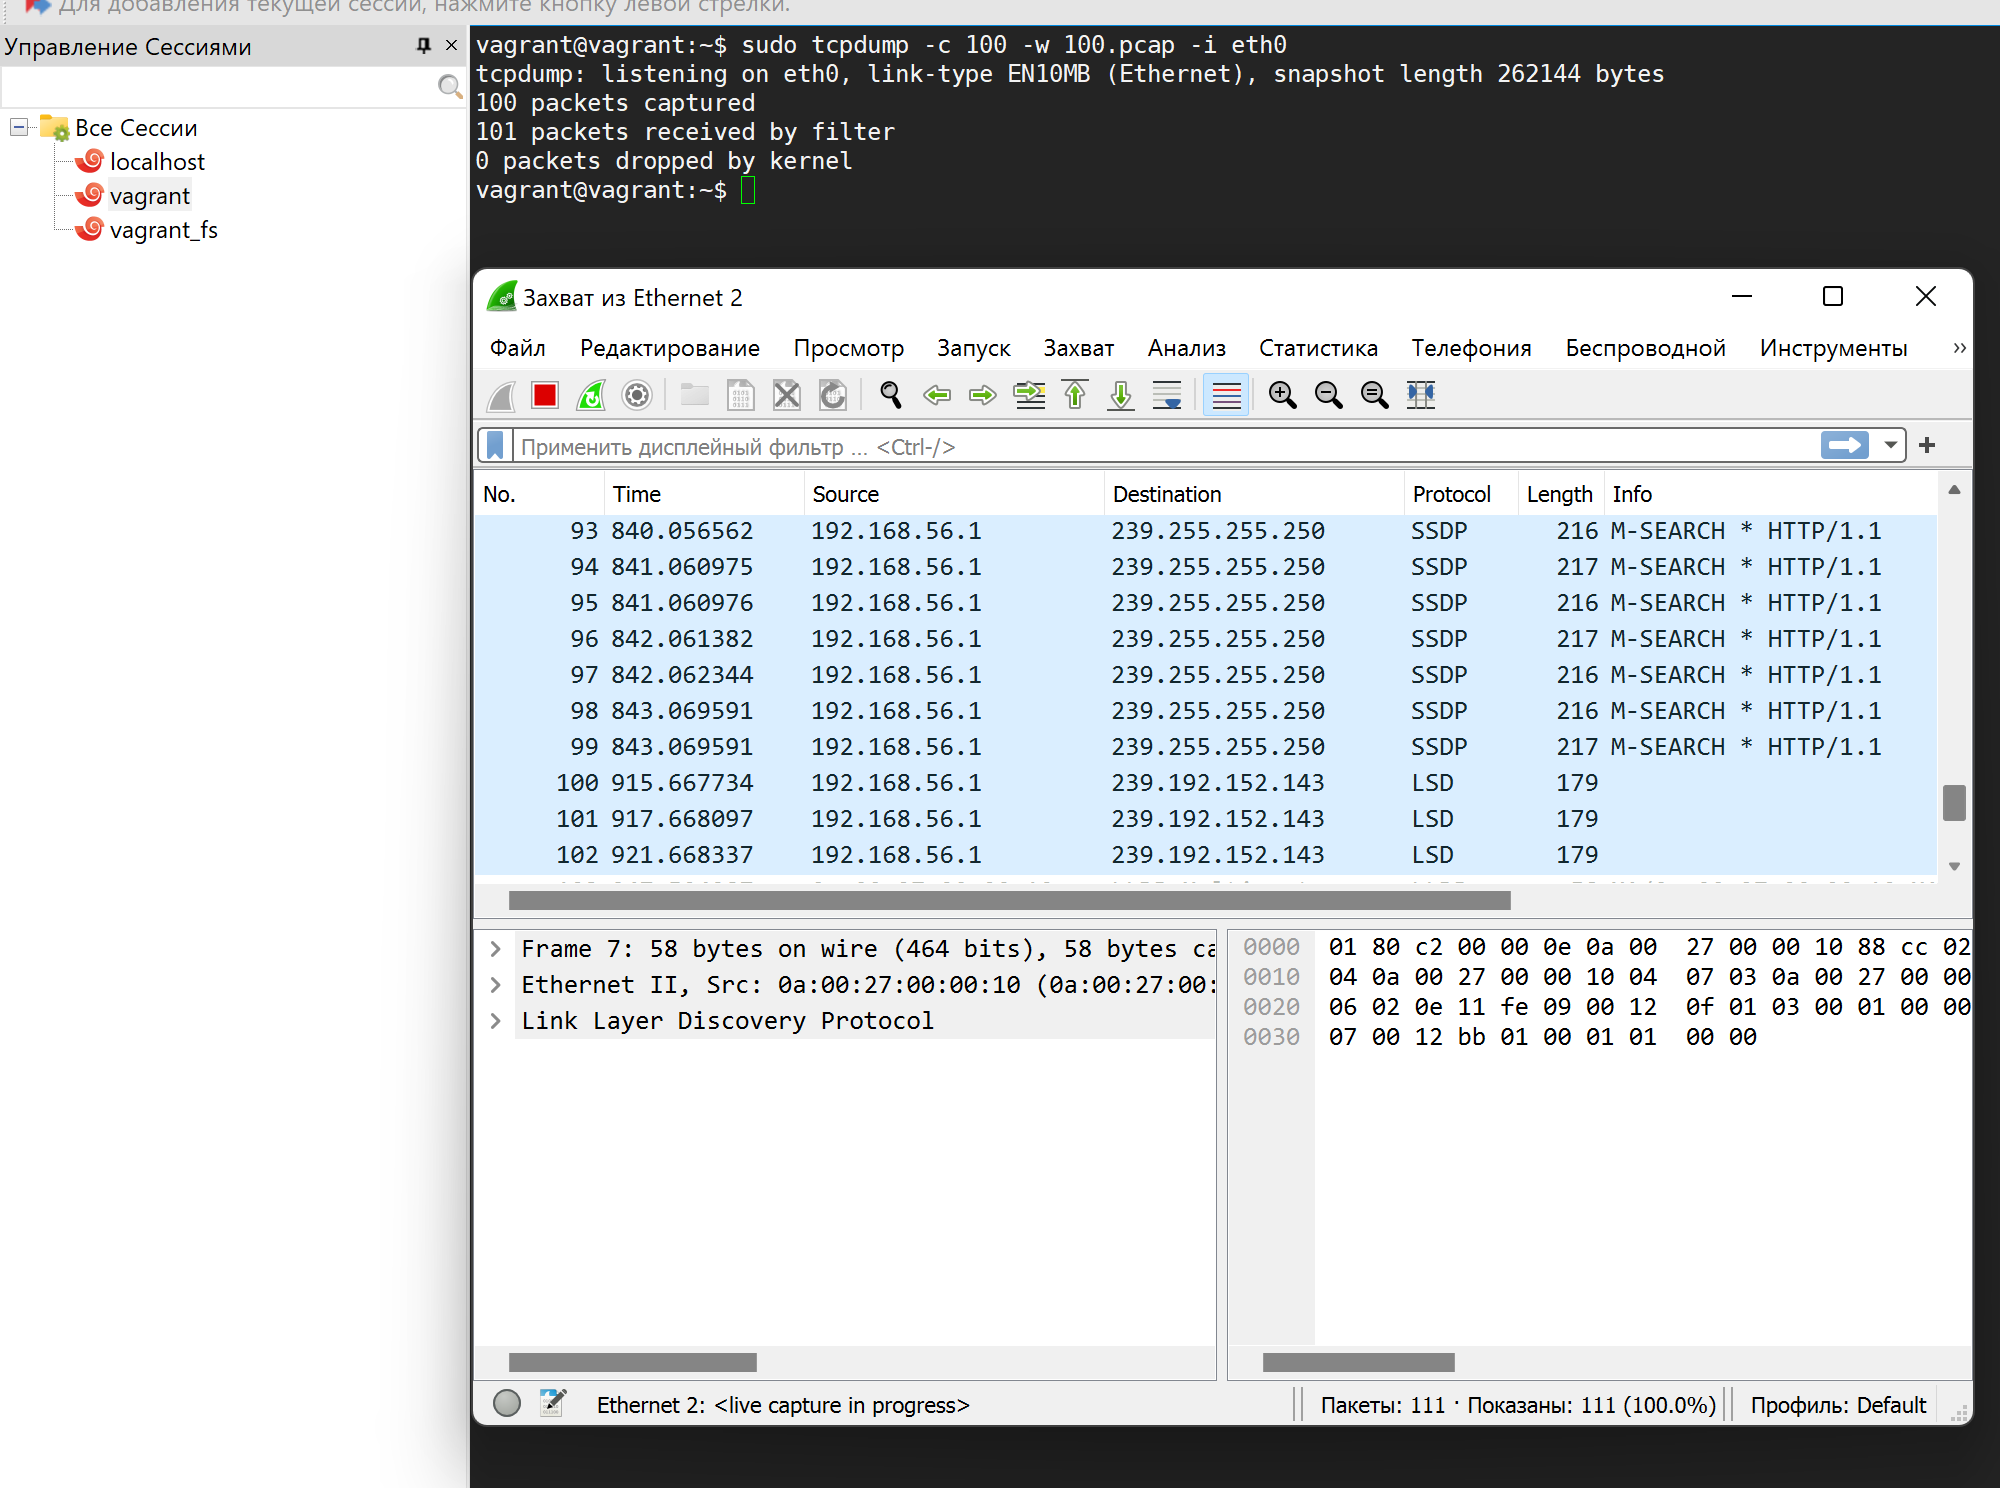 Для добавления текущей сессии, нажмите кнопку левой стрелки.
Управление Сессиями
Все Сессии
localhost
vagrant
vagrant_fs
vagrant@vagrant:~$ sudo tcpdump -c 100 -w 100.pcap -i eth0
tcpdump: listening on eth0, link-type EN10MB (Ethernet), snapshot length 262144 bytes
100 packets captured
101 packets received by filter
0 packets dropped by kernel
vagrant@vagrant:~$
Захват из Ethernet 2
Файл Редактирование Просмотр Запуск Захват Анализ Статистика Телефония Беспроводной Инструменты »
Применить дисплейный фильтр ... <Ctrl-/>
No. Time Source Destination Protocol Length Info
93 840.056562 192.168.56.1 239.255.255.250 SSDP 216 M-SEARCH * HTTP/1.1
94 841.060975 192.168.56.1 239.255.255.250 SSDP 217 M-SEARCH * HTTP/1.1
95 841.060976 192.168.56.1 239.255.255.250 SSDP 216 M-SEARCH * HTTP/1.1
96 842.061382 192.168.56.1 239.255.255.250 SSDP 217 M-SEARCH * HTTP/1.1
97 842.062344 192.168.56.1 239.255.255.250 SSDP 216 M-SEARCH * HTTP/1.1
98 843.069591 192.168.56.1 239.255.255.250 SSDP 216 M-SEARCH * HTTP/1.1
99 843.069591 192.168.56.1 239.255.255.250 SSDP 217 M-SEARCH * HTTP/1.1
100 915.667734 192.168.56.1 239.192.152.143 LSD 179
101 917.668097 192.168.56.1 239.192.152.143 LSD 179
102 921.668337 192.168.56.1 239.192.152.143 LSD 179
Frame 7: 58 bytes on wire (464 bits), 58 bytes ca
Ethernet II, Src: 0a:00:27:00:00:10 (0a:00:27:00:
Link Layer Discovery Protocol
0000 01 80 c2 00 00 0e 0a 00 27 00 00 10 88 cc 02
0010 04 0a 00 27 00 00 10 04 07 03 0a 00 27 00 00
0020 06 02 0e 11 fe 09 00 12 0f 01 03 00 01 00 00
0030 07 00 12 bb 01 00 01 01 00 00
Ethernet 2: <live capture in progress>
Пакеты: 111 · Показаны: 111 (100.0%)
Профиль: Default